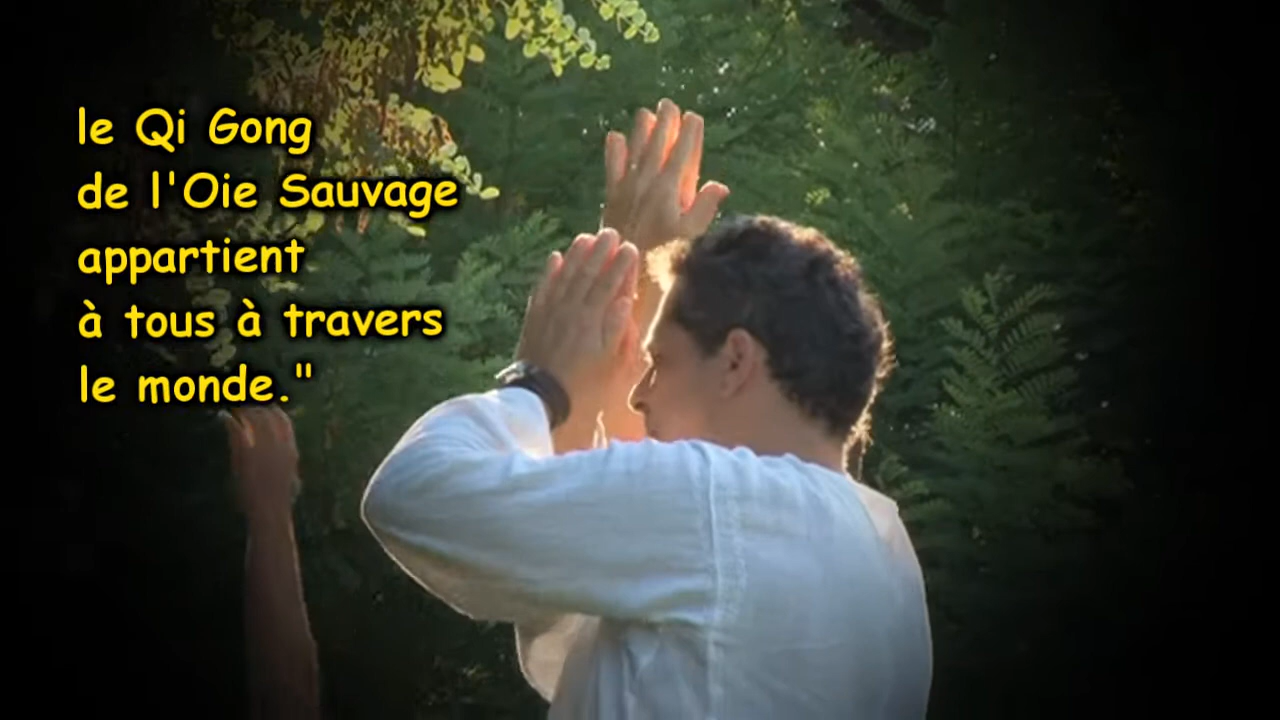 le Qi Gong
de l'Oie Sauvage
appartient
à tous à travers
le monde."